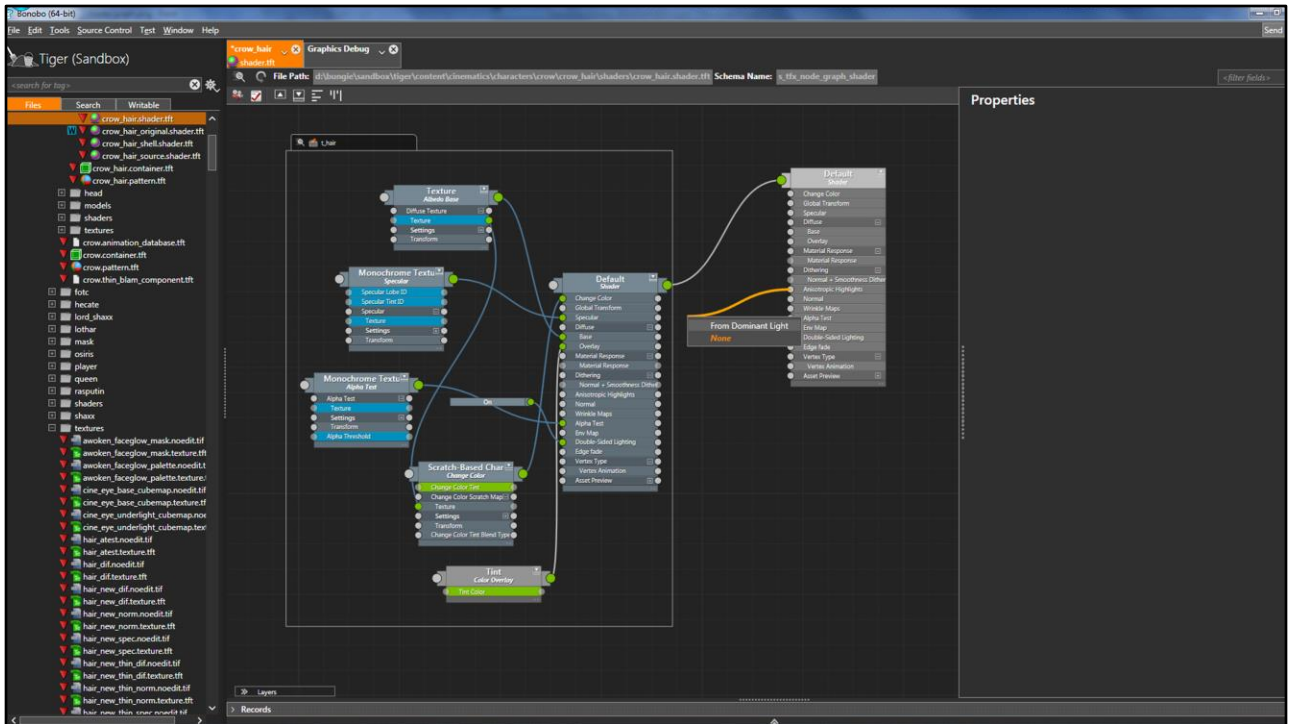 Bonobo (64-bit)
File Edit Tools Source Control Test Window Help
Send
Tiger (Sandbox)
<search for tag>
Files Search Writable
crow_hair.shader.tft
crow_hair_original.shader.tft
crow_hair_shell.shader.tft
crow_hair_source.shader.tft
crow_hair.container.tft
crow_hair.pattern.tft
head
models
shaders
textures
crow.animation_database.tft
crow.container.tft
crow.pattern.tft
crow.thin_blam_component.tft
fotc
hecate
lord_shaxx
lothar
mask
osiris
player
queen
rasputin
shaders
shaxx
textures
awoken_faceglow_mask.noedit.tif
awoken_faceglow_mask.texture.tft
awoken_faceglow_palette.noedit.t
awoken_faceglow_palette.texture.
cine_eye_base_cubemap.noedit.tif
cine_eye_base_cubemap.texture.tf
cine_eye_underlight_cubemap.noe
cine_eye_underlight_cubemap.text
hair_atest.noedit.tif
hair_atest.texture.tft
hair_dif.noedit.tif
hair_dif.texture.tft
hair_new_dif.noedit.tif
hair_new_dif.texture.tft
hair_new_norm.noedit.tif
hair_new_norm.texture.tft
hair_new_spec.noedit.tif
hair_new_spec.texture.tft
hair_new_thin_dif.noedit.tif
hair_new_thin_dif.texture.tft
hair_new_thin_norm.noedit.tif
hair_new_thin_norm.texture.tft
hair_new_thin_spec.noedit.tif
*crow_hair Graphics Debug
shader.tft
File Path: d:\bungie\sandbox\tiger\content\cinematics\characters\crow\crow_hair\shaders\crow_hair.shader.tft Schema Name: s_tfx_node_graph_shader
<filter fields>
t_hair
Texture
Albedo Base
Diffuse Texture
Texture
Settings
Transform
Monochrome Textu
Specular
Specular Lobe ID
Specular Tint ID
Specular
Texture
Settings
Transform
Monochrome Textu
Alpha Test
Alpha Test
Texture
Settings
Transform
Alpha Threshold
On
Scratch-Based Char
Change Color
Change Color Tint
Change Color Scratch Map
Texture
Settings
Transform
Change Color Tint Blend Type
Tint
Color Overlay
Tint Color
Default
Shader
Change Color
Global Transform
Specular
Diffuse
Base
Overlay
Material Response
Material Response
Dithering
Normal + Smoothness Dither
Anisotropic Highlights
Normal
Wrinkle Maps
Alpha Test
Env Map
Double-Sided Lighting
Edge fade
Vertex Type
Vertex Animation
Asset Preview
Default
Shader
Change Color
Global Transform
Specular
Diffuse
Base
Overlay
Material Response
Material Response
Dithering
Normal + Smoothness Dither
Anisotropic Highlights
Normal
Wrinkle Maps
Alpha Test
Env Map
Double-Sided Lighting
Edge fade
Vertex Type
Vertex Animation
Asset Preview
From Dominant Light
None
Properties
Layers
Records